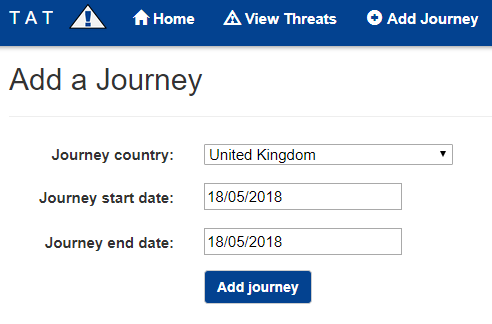 TAT Home View Threats Add Journey
Add a Journey
Journey country: United Kingdom
Journey start date: 18/05/2018
Journey end date: 18/05/2018
Add journey